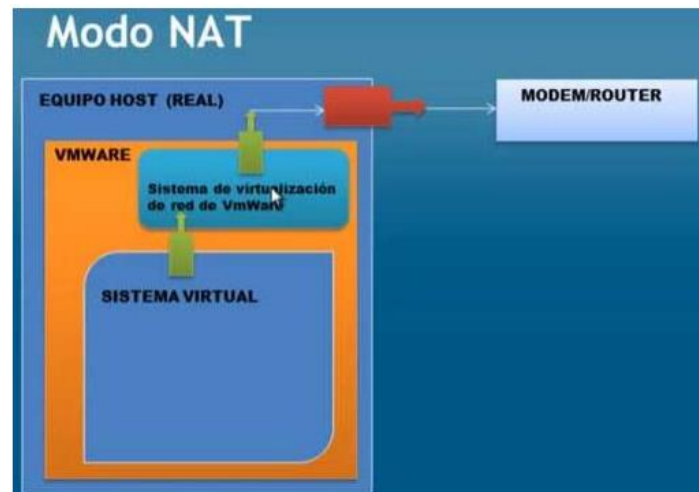 Modo NAT
EQUIPO HOST (REAL)
MODEM/ROUTER
VMWARE
Sistema de virtualización
de red de VmWare
SISTEMA VIRTUAL